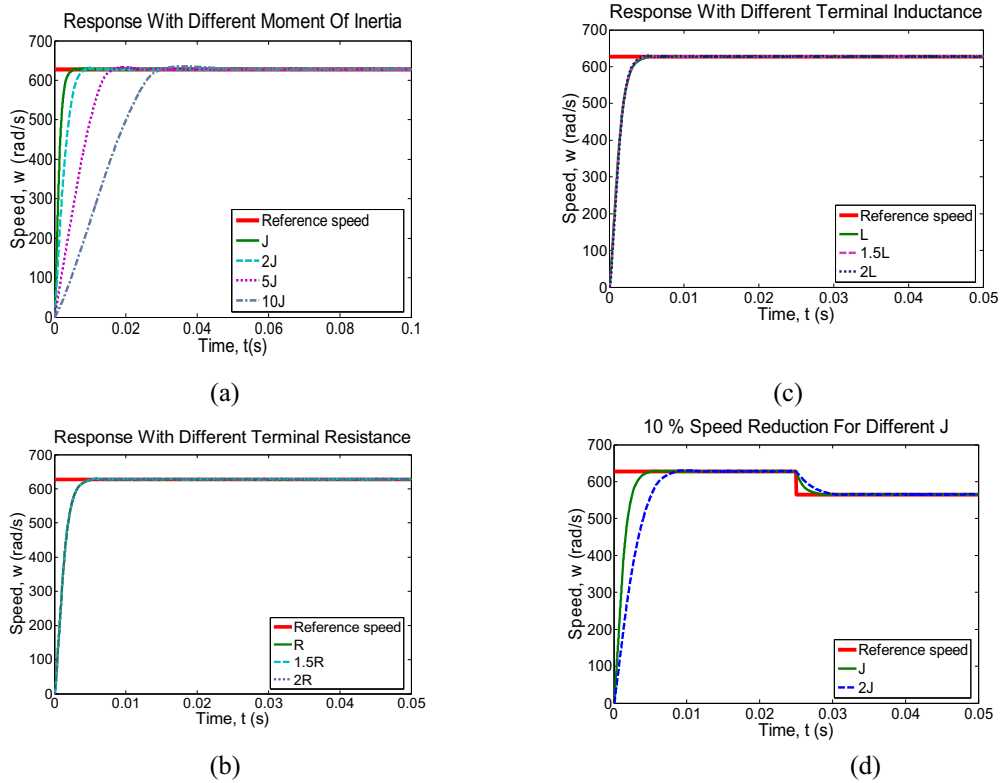 Response With Different Moment Of Inertia
700
600
500
400
300
200
100
0
Speed, w (rad/s)
Reference speed
J
2J
5J
10J
0 0.02 0.04 0.06 0.08 0.1
Time, t(s)
(a)
Response With Different Terminal Inductance
700
600
500
400
300
200
100
0
Speed, w (rad/s)
Reference speed
L
1.5L
2L
0 0.01 0.02 0.03 0.04 0.05
Time, t (s)
(c)
Response With Different Terminal Resistance
700
600
500
400
300
200
100
0
Speed, w (rad/s)
Reference speed
R
1.5R
2R
0 0.01 0.02 0.03 0.04 0.05
Time, t (s)
(b)
10 % Speed Reduction For Different J
700
600
500
400
300
200
100
0
Speed, w (rad/s)
Reference speed
J
2J
0 0.01 0.02 0.03 0.04 0.05
Time, t (s)
(d)